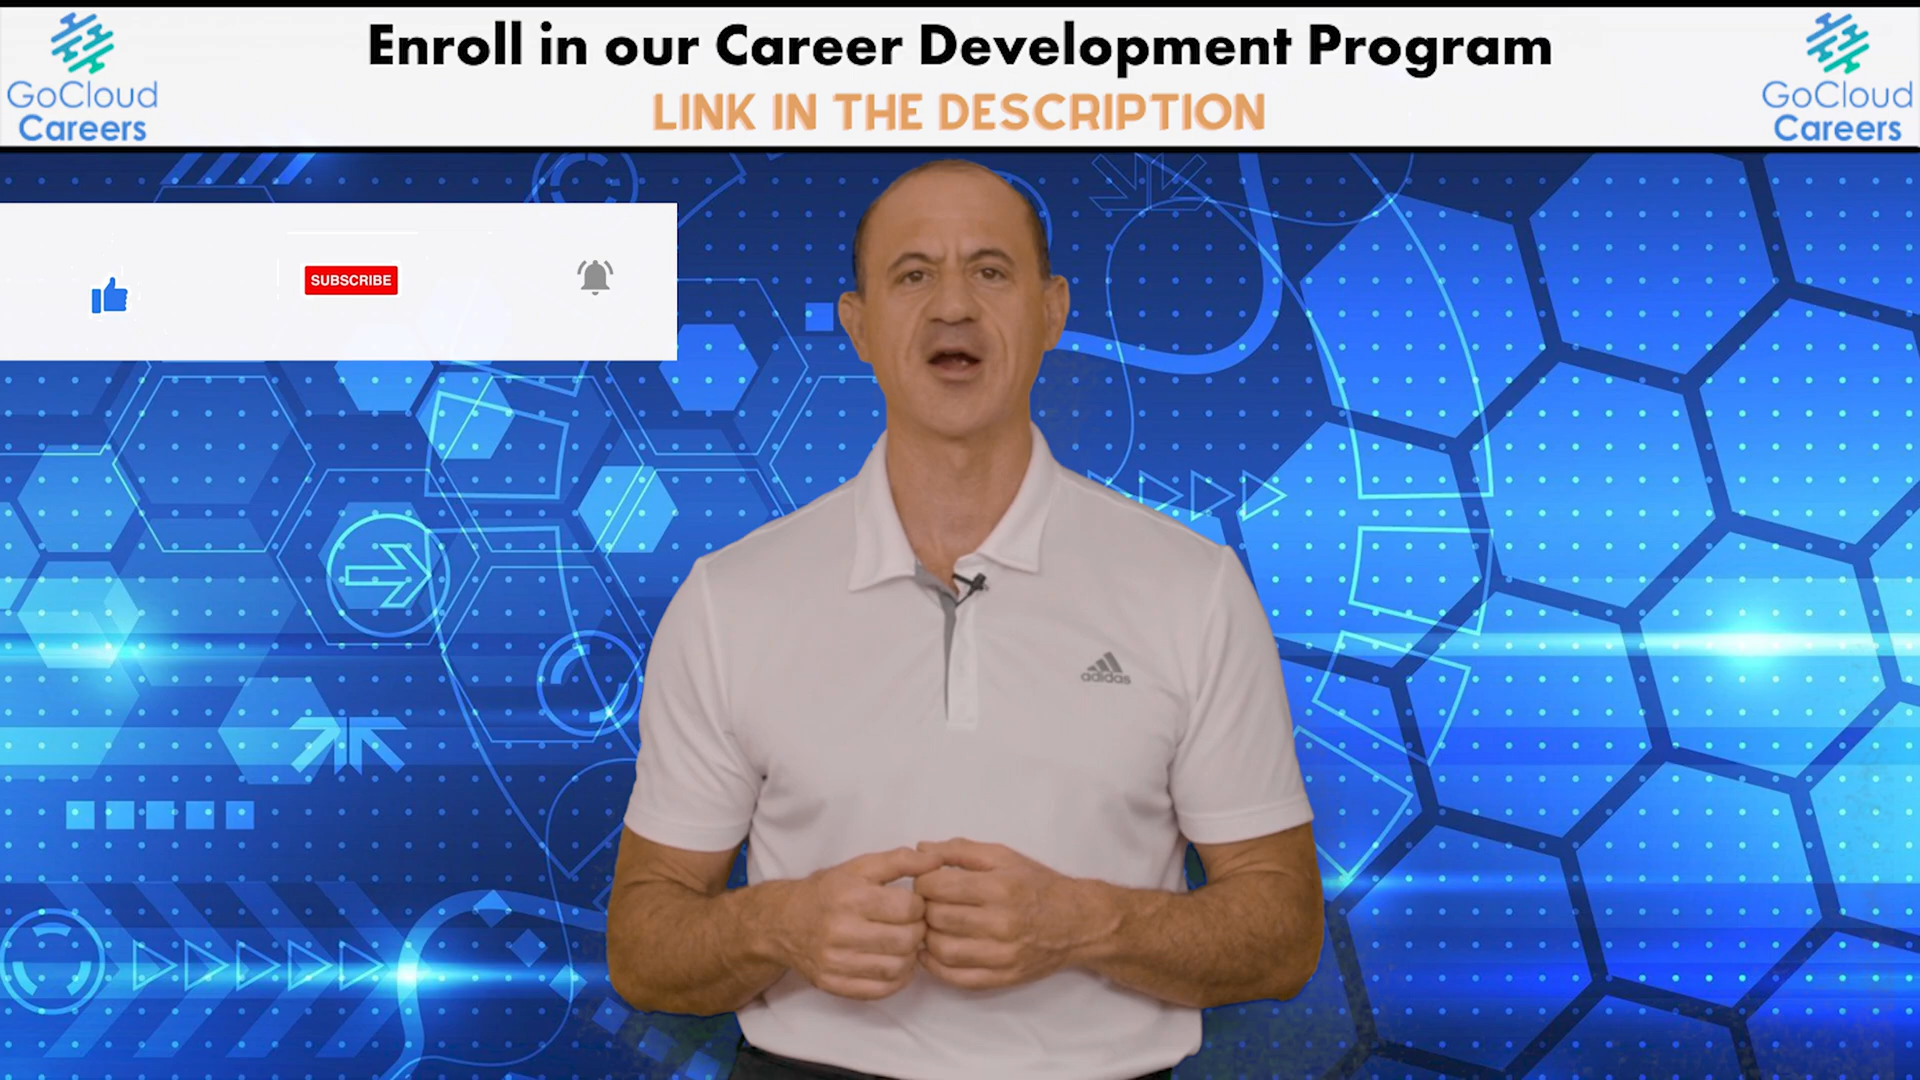 Enroll in our Career Development Program
LINK IN THE DESCRIPTION
GoCloud
Careers
GoCloud
Careers
SUBSCRIBE
adidas